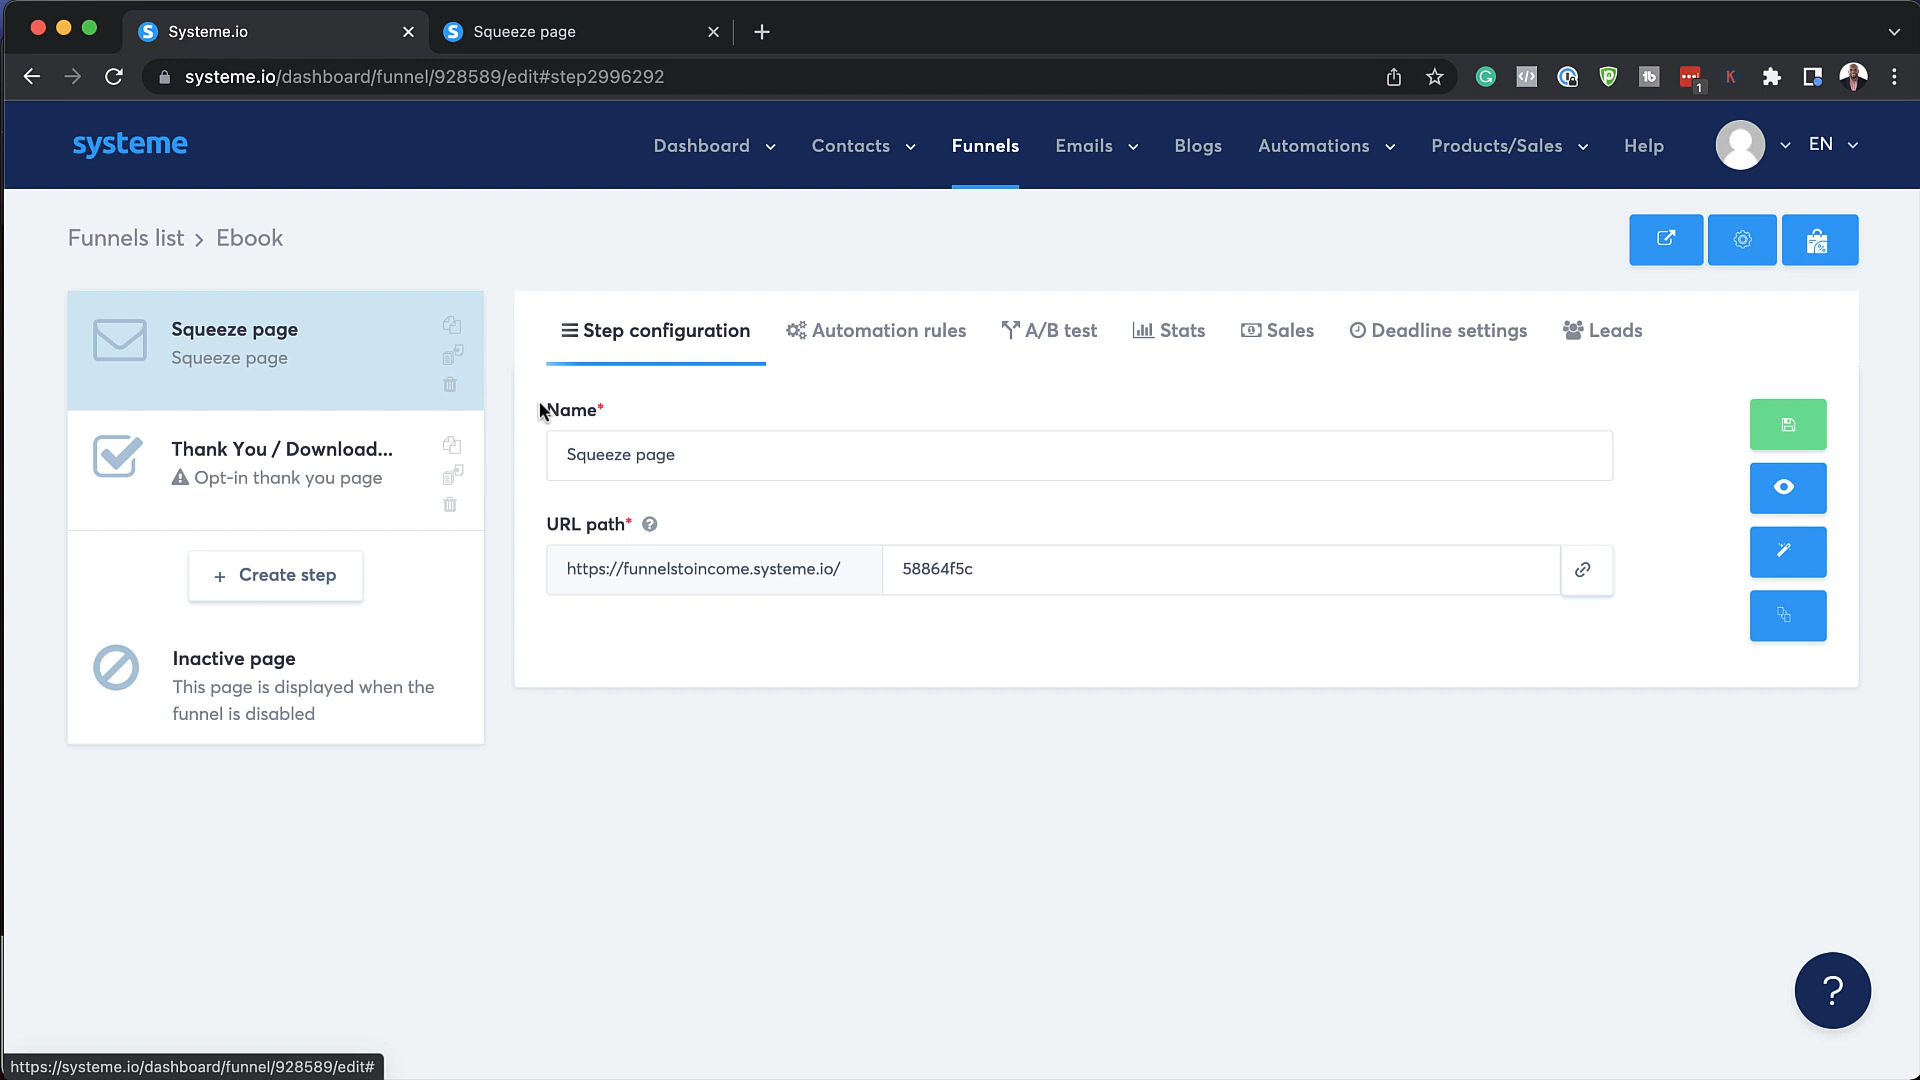 Systeme.io
Squeeze page
systeme.io/dashboard/funnel/928589/edit#step2996292
1
systeme
Dashboard
Contacts
Funnels
Emails
Blogs
Automations
Products/Sales
Help
EN
Funnels list > Ebook
Squeeze page
Squeeze page
Thank You / Download...
Opt-in thank you page
+ Create step
Inactive page
This page is displayed when the
funnel is disabled
Step configuration
Automation rules
A/B test
Stats
Sales
Deadline settings
Leads
Name*
Squeeze page
URL path* ?
https://funnelstoincome.systeme.io/
58864f5c
?
https://systeme.io/dashboard/funnel/928589/edit#